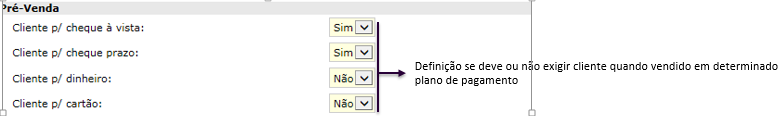 Pré-Venda
Cliente p/ cheque à vista: Sim
Cliente p/ cheque prazo: Sim
Cliente p/ dinheiro: Não
Cliente p/ cartão: Não
Definição se deve ou não exigir cliente quando vendido em determinado
plano de pagamento